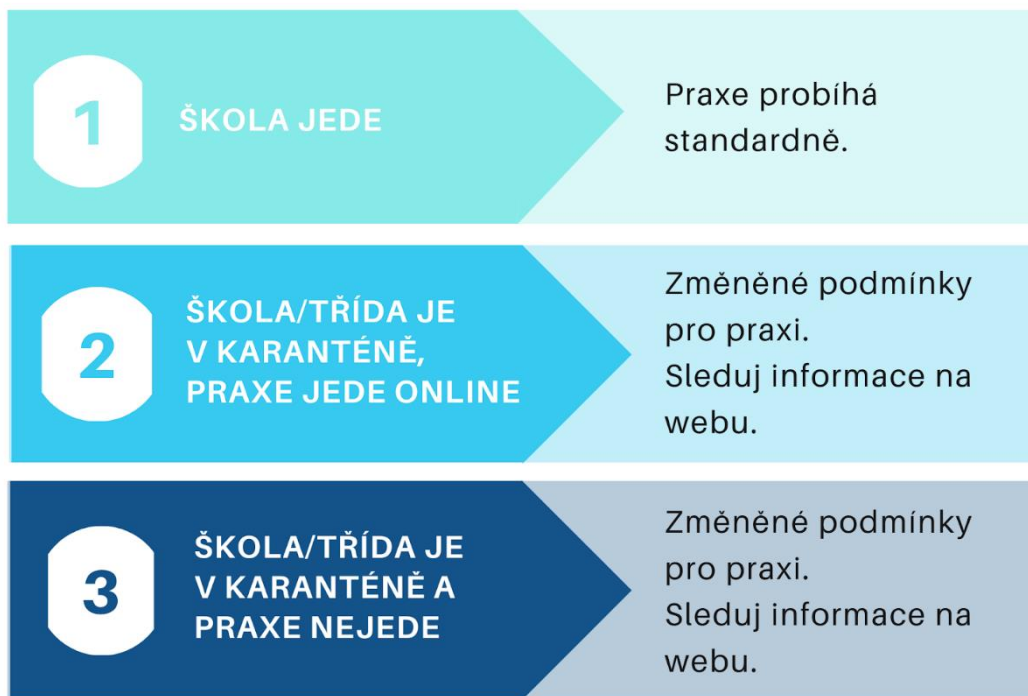 1
ŠKOLA JEDE
Praxe probíhá
standardně.
2
ŠKOLA/TŘÍDA JE
V KARANTÉNĚ,
PRAXE JEDE ONLINE
Změněné podmínky
pro praxi.
Sleduj informace na
webu.
3
ŠKOLA/TŘÍDA JE
V KARANTÉNĚ A
PRAXE NEJEDE
Změněné podmínky
pro praxi.
Sleduj informace na
webu.